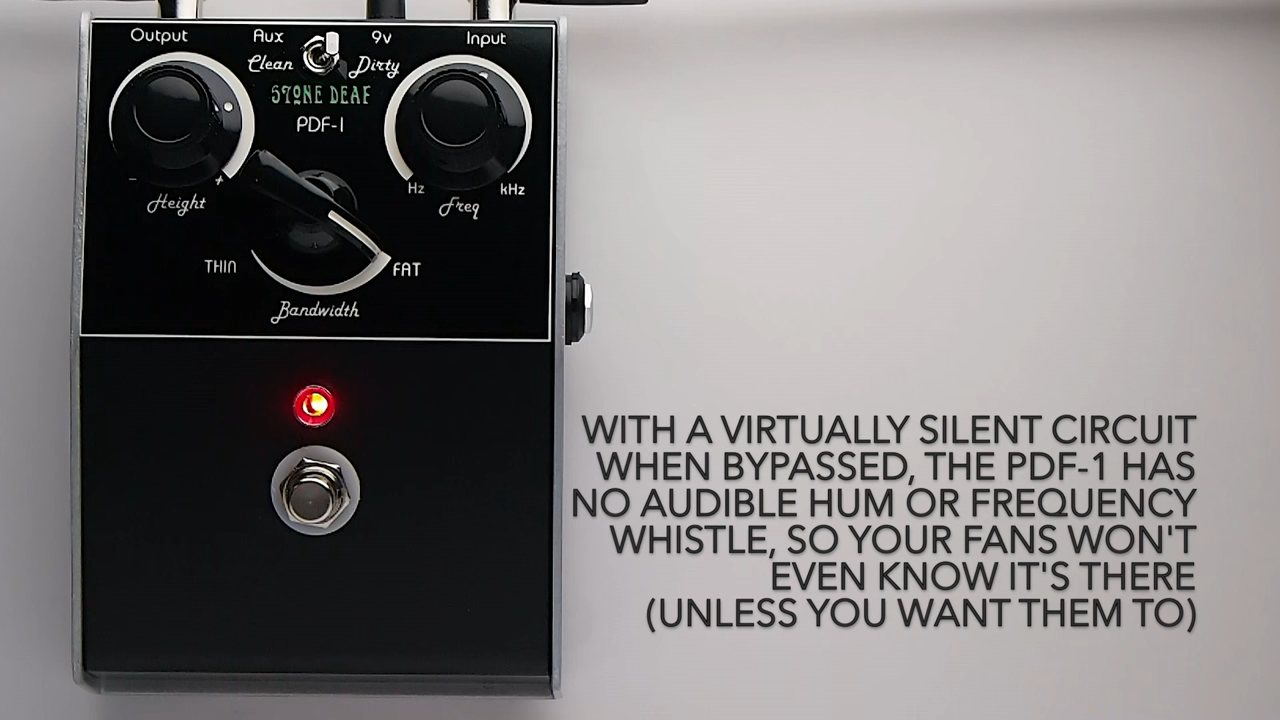 Output
Aux
9v
Input
Clean
Dirty
STONE DEAF
PDF-1
- +
Height
Hz
kHz
Freq
THIN
FAT
Bandwidth
WITH A VIRTUALLY SILENT CIRCUIT
WHEN BYPASSED, THE PDF-1 HAS
NO AUDIBLE HUM OR FREQUENCY
WHISTLE, SO YOUR FANS WON'T
EVEN KNOW IT'S THERE
(UNLESS YOU WANT THEM TO)